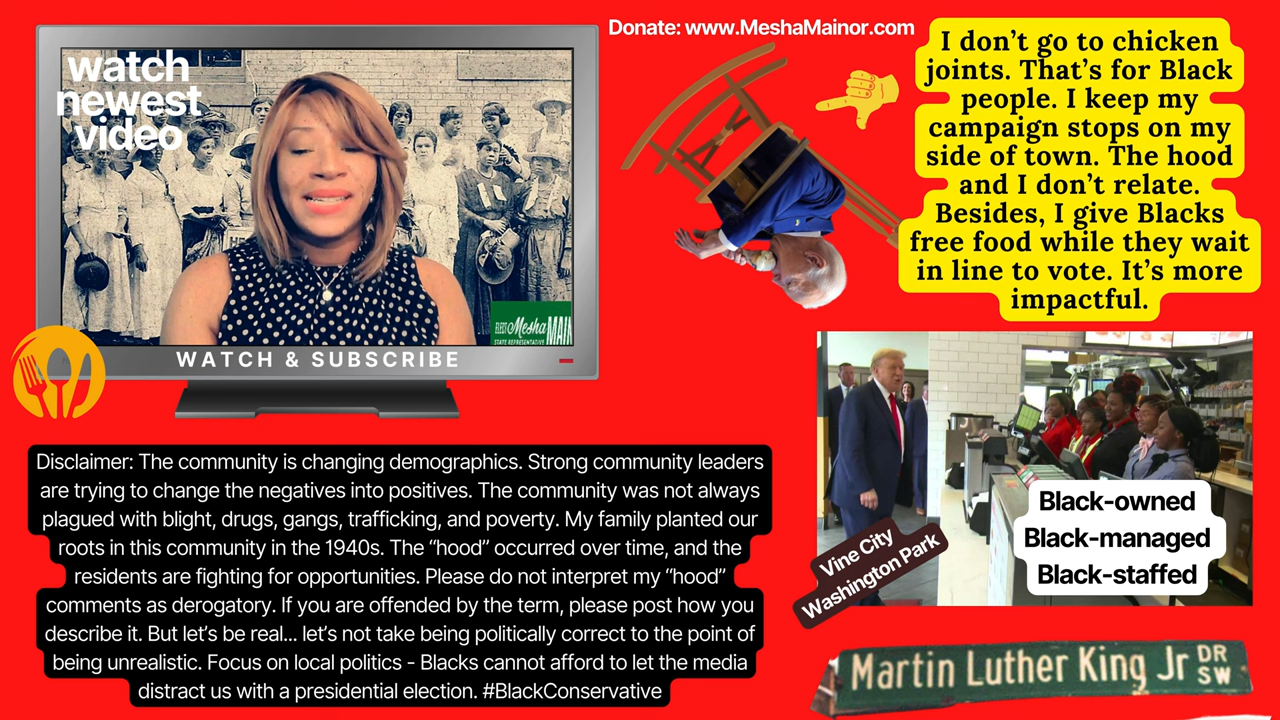 watch
newest
video
ELECT Mesha MAIN
STATE REPRESENTATIVE
WATCH & SUBSCRIBE
Donate: www.MeshaMainor.com
I don’t go to chicken
joints. That’s for Black
people. I keep my
campaign stops on my
side of town. The hood
and I don’t relate.
Besides, I give Blacks
free food while they wait
in line to vote. It’s more
impactful.
Vine City
Washington Park
Black-owned
Black-managed
Black-staffed
Disclaimer: The community is changing demographics. Strong community leaders
are trying to change the negatives into positives. The community was not always
plagued with blight, drugs, gangs, trafficking, and poverty. My family planted our
roots in this community in the 1940s. The “hood” occurred over time, and the
residents are fighting for opportunities. Please do not interpret my “hood”
comments as derogatory. If you are offended by the term, please post how you
describe it. But let’s be real... let’s not take being politically correct to the point of
being unrealistic. Focus on local politics - Blacks cannot afford to let the media
distract us with a presidential election. #BlackConservative
Martin Luther King Jr DR SW